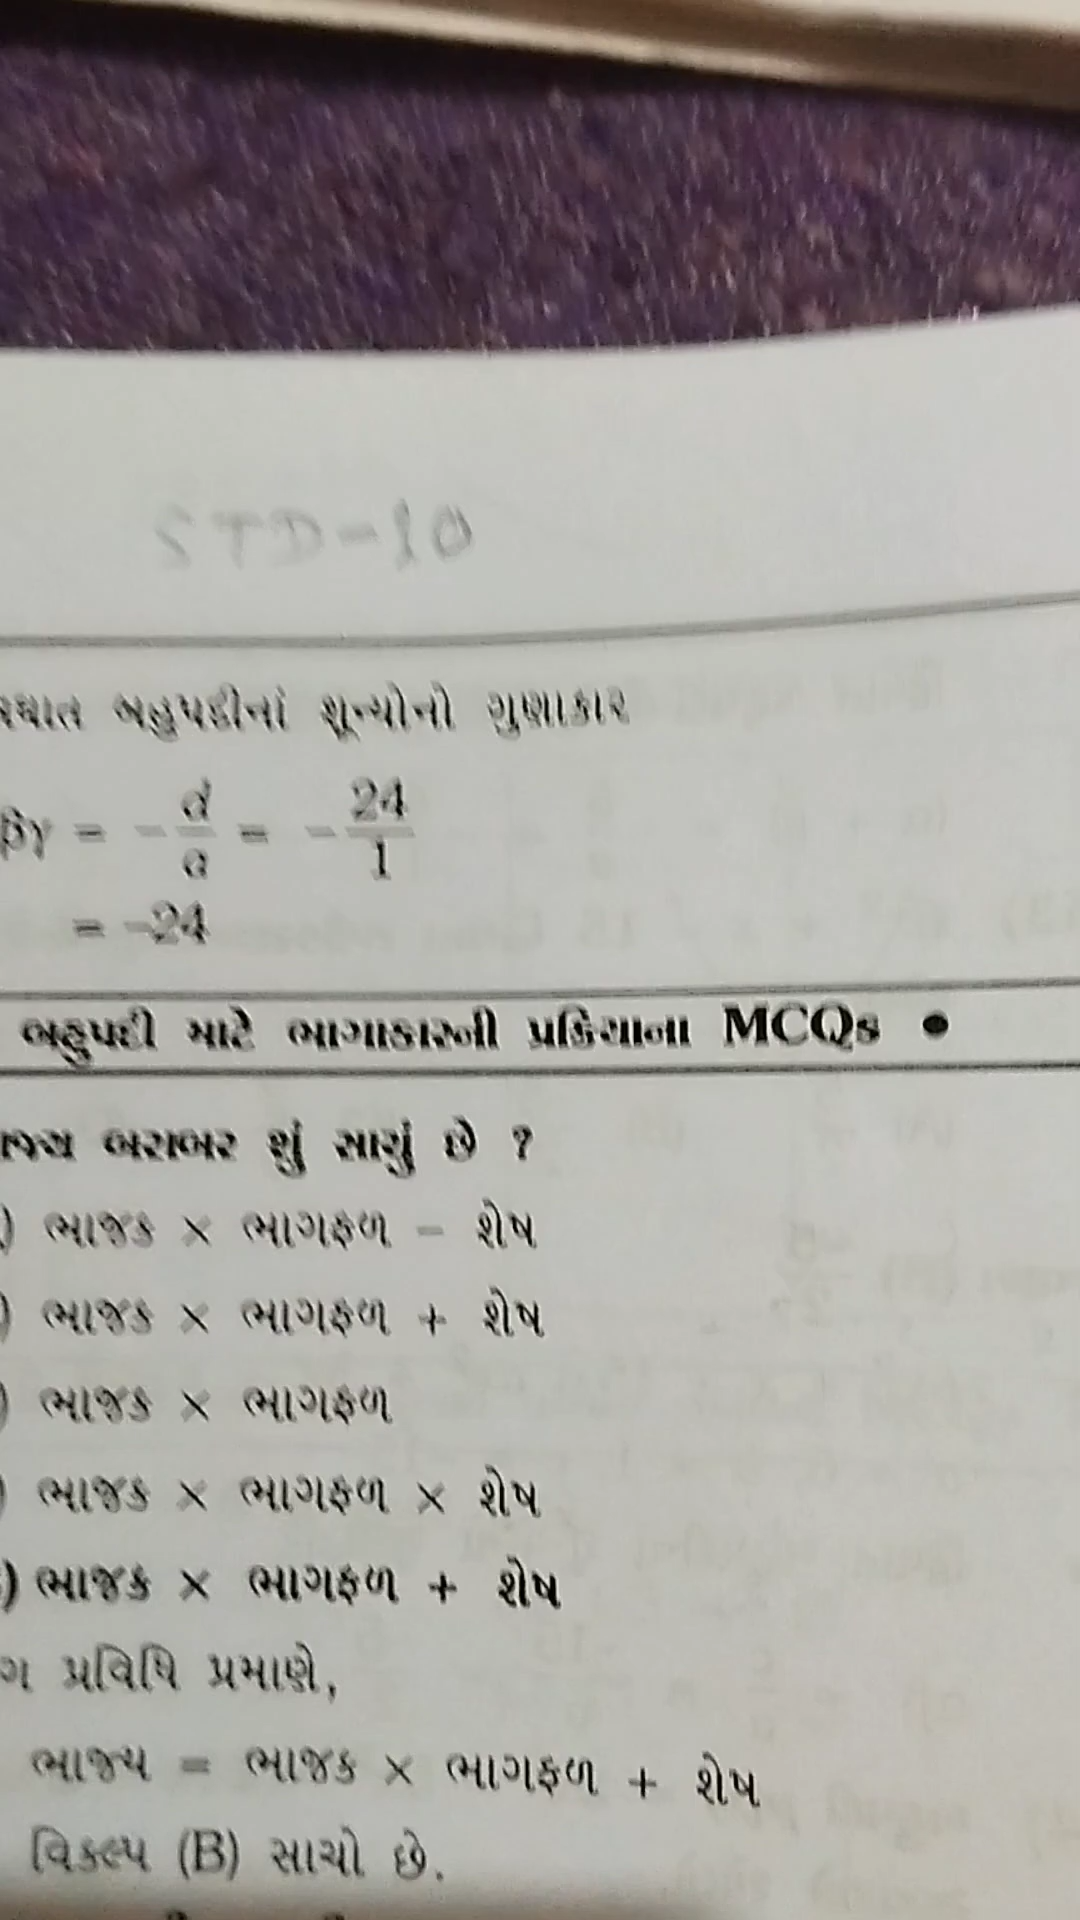 STD-10
બહુપદીનાં શૂન્યોનો ગુણાકાર
βγ = - d/a = - 24/1
= -24
બહુપદી માટે ભાગાકારની પ્રક્રિયાના MCQs •
બરાબર શું સાચું છે ?
) ભાજક × ભાગફળ - શેષ
) ભાજક × ભાગફળ + શેષ
) ભાજક × ભાગફળ
) ભાજક × ભાગફળ × શેષ
) ભાજક × ભાગફળ + શેષ
પ્રવિધિ પ્રમાણે,
ભાજ્ય = ભાજક × ભાગફળ + શેષ
વિકલ્પ (B) સાચો છે.